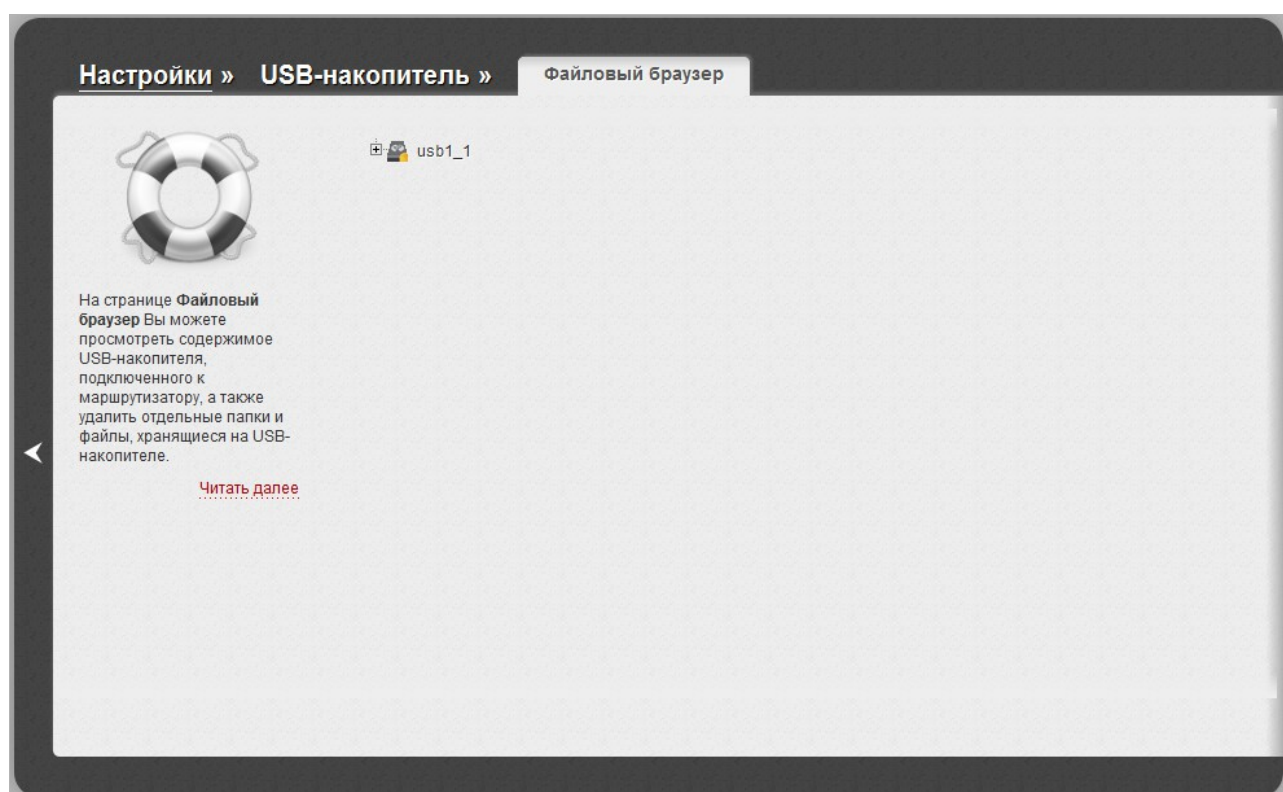 Настройки » USB-накопитель » Файловый браузер
usb1_1
На странице Файловый
браузер Вы можете
просмотреть содержимое
USB-накопителя,
подключенного к
маршрутизатору, а также
удалить отдельные папки и
файлы, хранящиеся на USB-
накопителе.
Читать далее